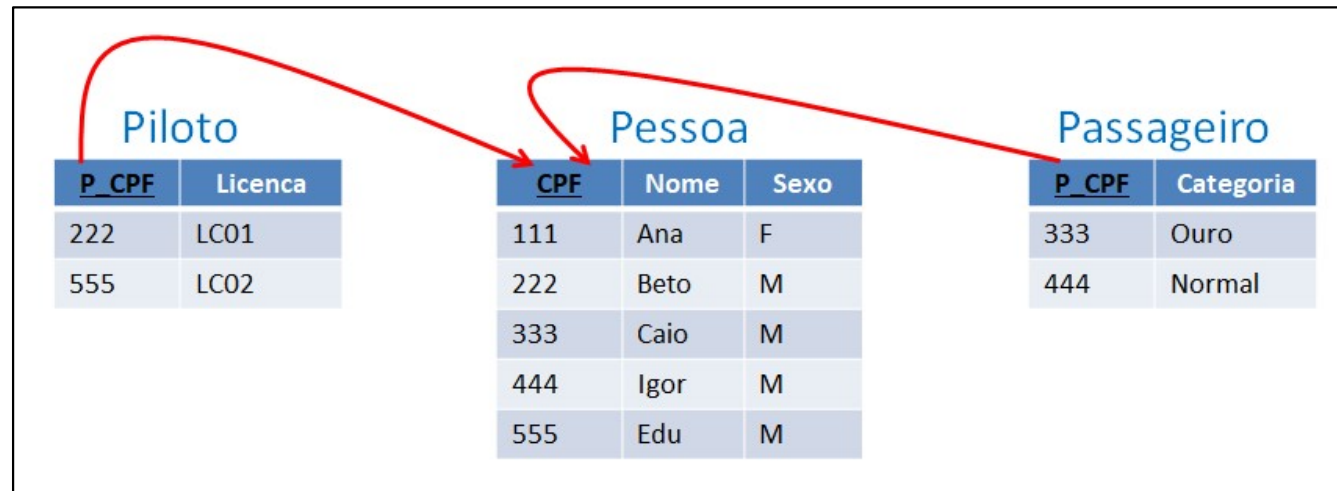 Piloto
P_CPF Licenca
222 LC01
555 LC02
Pessoa
CPF Nome Sexo
111 Ana F
222 Beto M
333 Caio M
444 Igor M
555 Edu M
Passageiro
P_CPF Categoria
333 Ouro
444 Normal